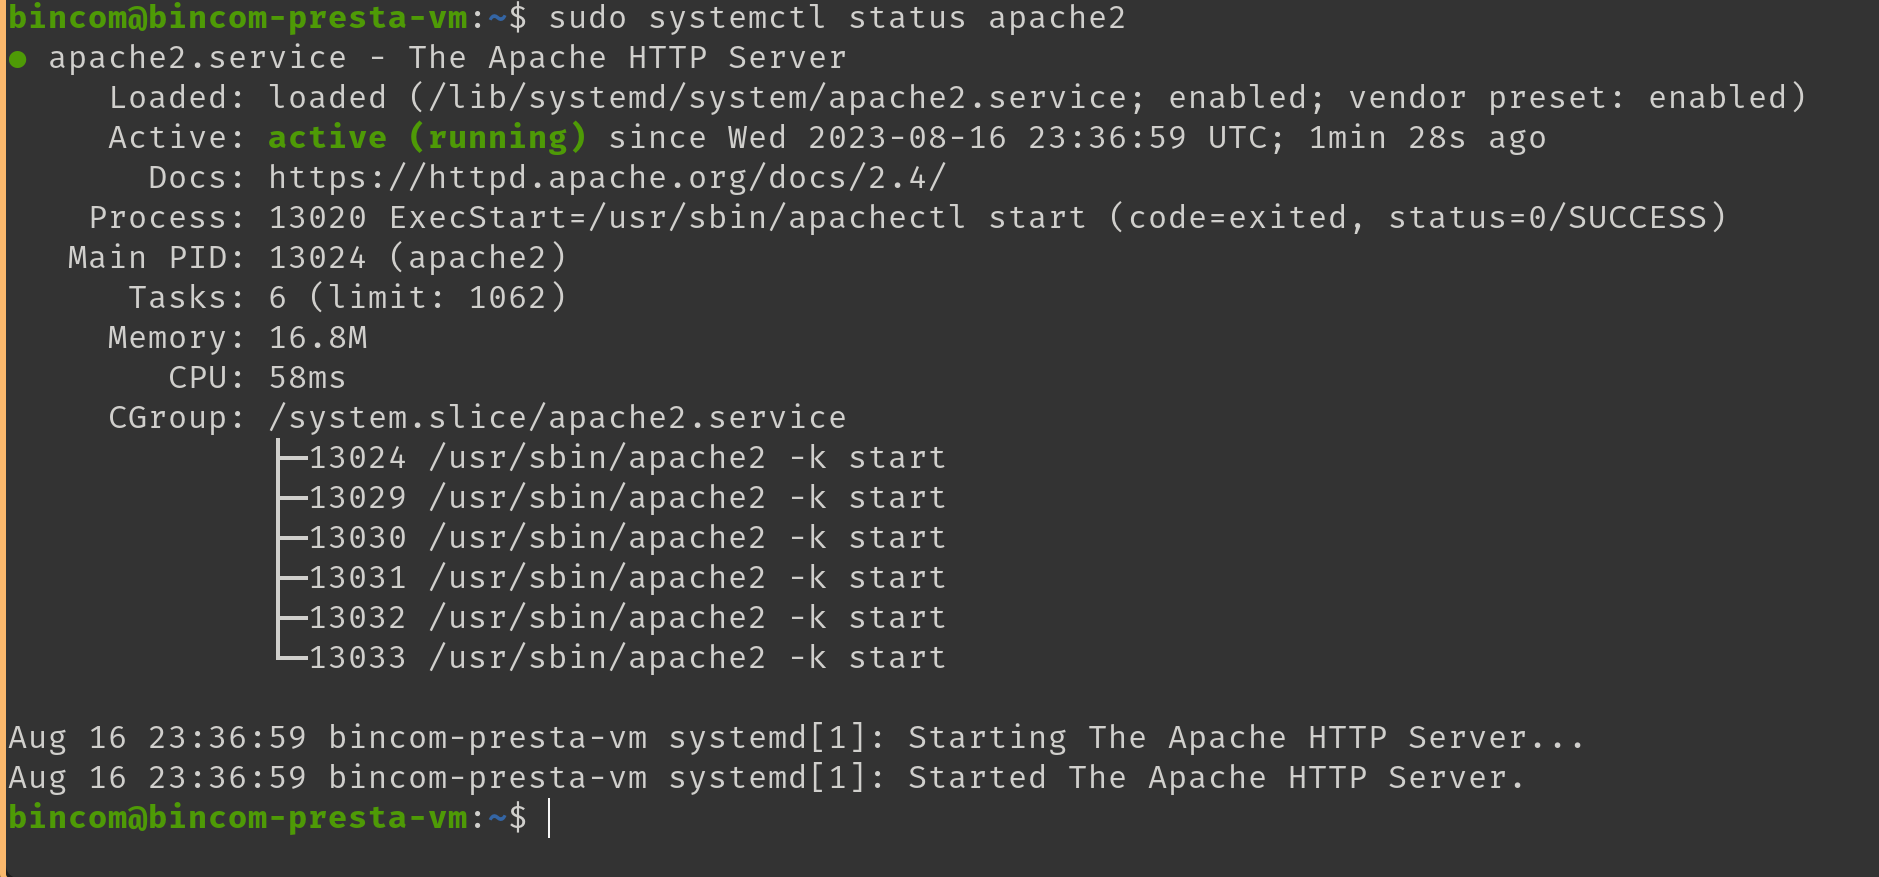 bincom@bincom-presta-vm:~$ sudo systemctl status apache2
● apache2.service - The Apache HTTP Server
     Loaded: loaded (/lib/systemd/system/apache2.service; enabled; vendor preset: enabled)
     Active: active (running) since Wed 2023-08-16 23:36:59 UTC; 1min 28s ago
       Docs: https://httpd.apache.org/docs/2.4/
    Process: 13020 ExecStart=/usr/sbin/apachectl start (code=exited, status=0/SUCCESS)
   Main PID: 13024 (apache2)
      Tasks: 6 (limit: 1062)
     Memory: 16.8M
        CPU: 58ms
     CGroup: /system.slice/apache2.service
             ├─13024 /usr/sbin/apache2 -k start
             ├─13029 /usr/sbin/apache2 -k start
             ├─13030 /usr/sbin/apache2 -k start
             ├─13031 /usr/sbin/apache2 -k start
             ├─13032 /usr/sbin/apache2 -k start
             └─13033 /usr/sbin/apache2 -k start

Aug 16 23:36:59 bincom-presta-vm systemd[1]: Starting The Apache HTTP Server...
Aug 16 23:36:59 bincom-presta-vm systemd[1]: Started The Apache HTTP Server.
bincom@bincom-presta-vm:~$